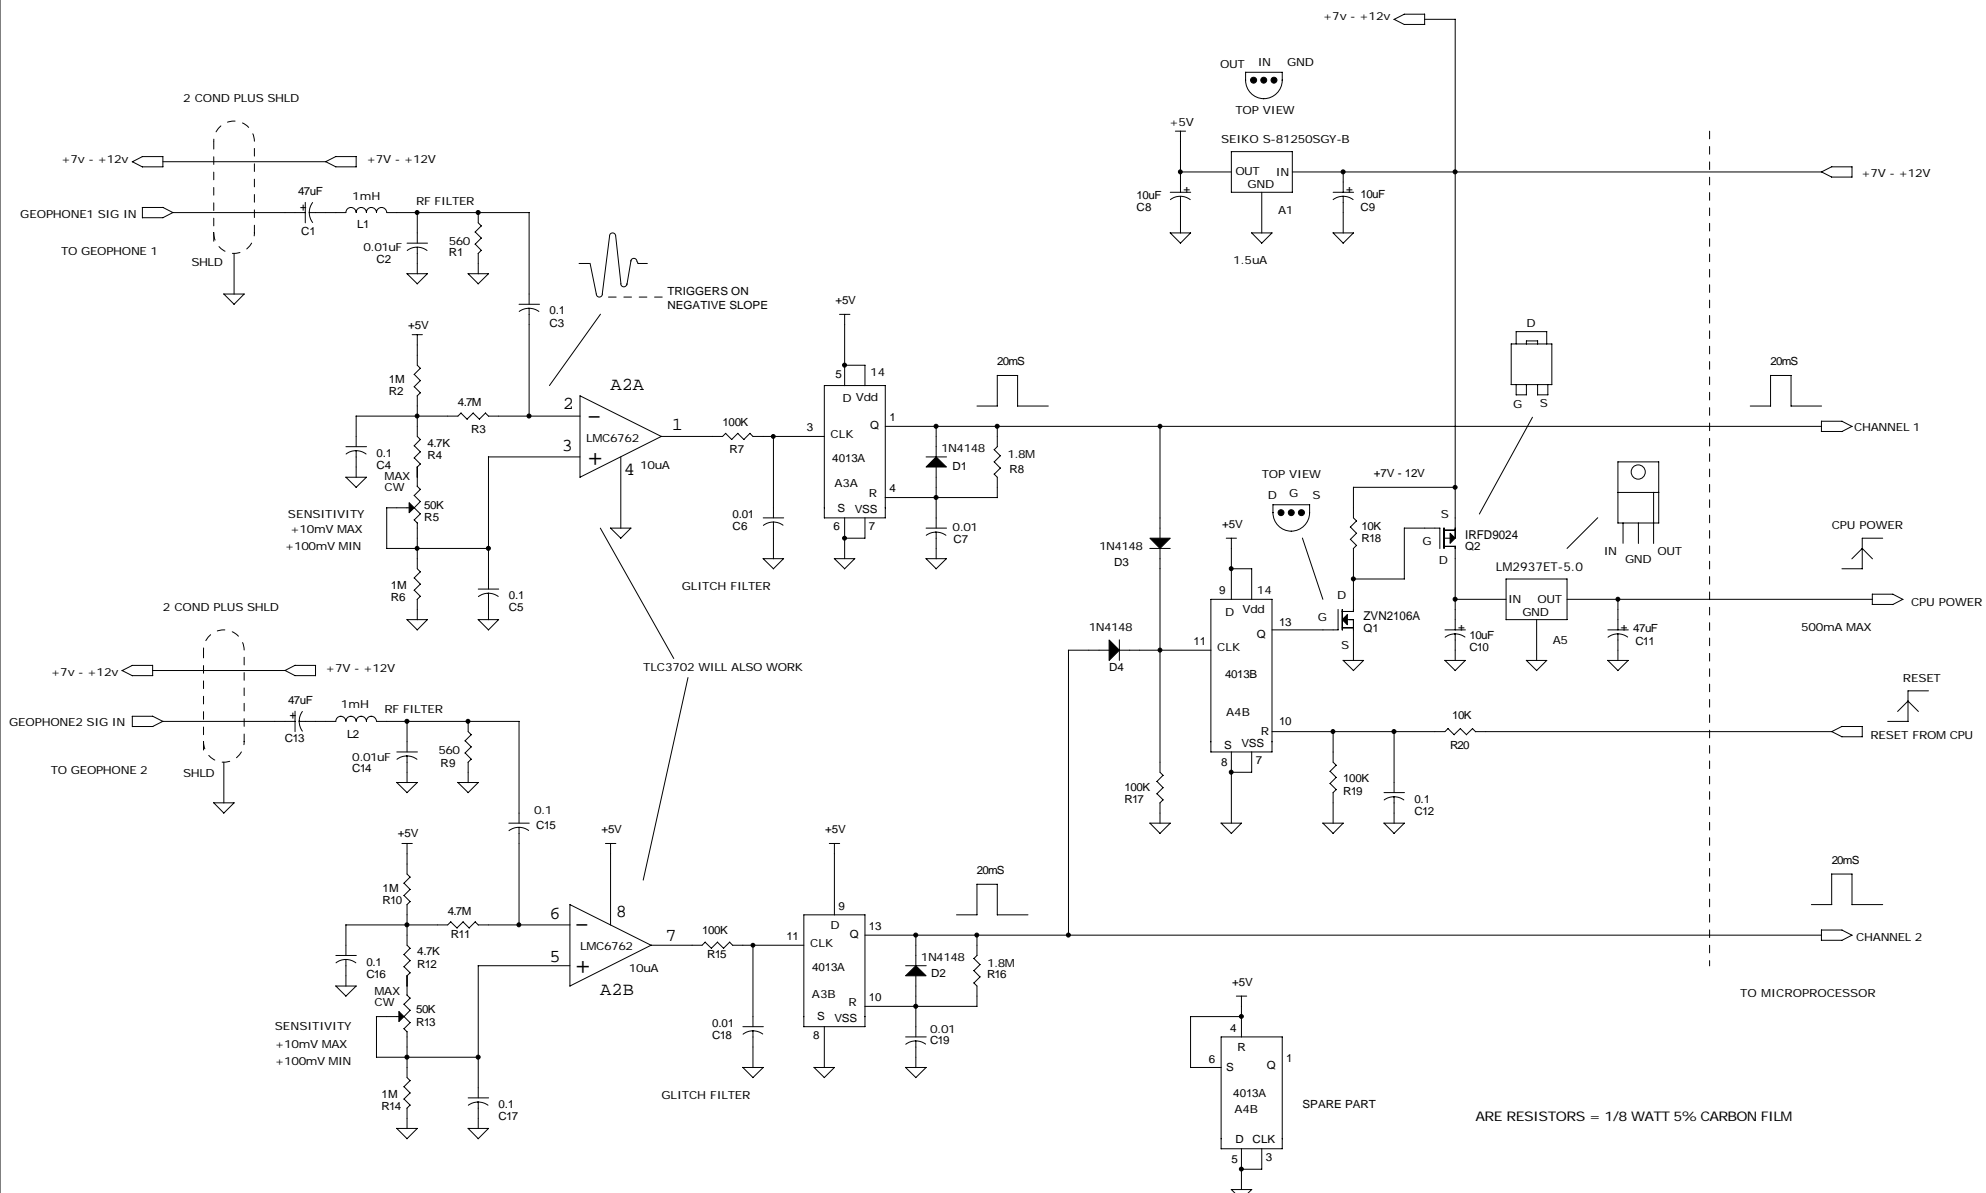 +7v - +12v
OUT IN GND
TOP VIEW
+5V
SEIKO S-81250SGY-B
OUT IN
GND
A1
10uF
C8
+
10uF
C9
+
1.5uA
+7V - +12V
2 COND PLUS SHLD
+7v - +12v
+7V - +12V
GEOPHONE1 SIG IN
47uF
+
C1
1mH
L1
RF FILTER
0.01uF
C2
560
R1
TO GEOPHONE 1
SHLD
0.1
C3
TRIGGERS ON
NEGATIVE SLOPE
+5V
1M
R2
4.7M
R3
0.1
C4
4.7K
R4
MAX
CW
50K
R5
SENSITIVITY
+10mV MAX
+100mV MIN
1M
R6
0.1
C5
A2A
2
3
−
+
LMC6762
1
4
10uA
100K
R7
0.01
C6
GLITCH FILTER
+5V
5
14
D Vdd
3
CLK
Q
1
4013A
A3A
R
4
S VSS
6
7
1N4148
D1
1.8M
R8
0.01
C7
20mS
20mS
CHANNEL 1
D
G S
TOP VIEW
D G S
+7V - 12V
10K
R18
S
G
D
IRFD9024
Q2
IN GND OUT
LM2937ET-5.0
IN OUT
GND
A5
10uF
C10
+
47uF
C11
+
CPU POWER
CPU POWER
500mA MAX
1N4148
D3
1N4148
D4
+5V
9
14
D Vdd
Q
13
11
CLK
4013B
A4B
R
10
S VSS
8
7
D
G
S
ZVN2106A
Q1
100K
R17
100K
R19
0.1
C12
10K
R20
RESET
RESET FROM CPU
2 COND PLUS SHLD
+7v - +12v
+7V - +12V
GEOPHONE2 SIG IN
47uF
+
C13
1mH
L2
RF FILTER
0.01uF
C14
560
R9
TO GEOPHONE 2
SHLD
TLC3702 WILL ALSO WORK
0.1
C15
+5V
1M
R10
4.7M
R11
0.1
C16
4.7K
R12
MAX
CW
50K
R13
SENSITIVITY
+10mV MAX
+100mV MIN
1M
R14
0.1
C17
+5V
8
6
5
−
+
LMC6762
7
10uA
A2B
100K
R15
0.01
C18
GLITCH FILTER
+5V
9
D
Q
13
11
CLK
4013A
A3B
R
10
S VSS
8
1N4148
D2
1.8M
R16
0.01
C19
20mS
20mS
CHANNEL 2
TO MICROPROCESSOR
+5V
4
R
6
S
Q
1
4013A
A4B
D CLK
5
3
SPARE PART
ARE RESISTORS = 1/8 WATT 5% CARBON FILM